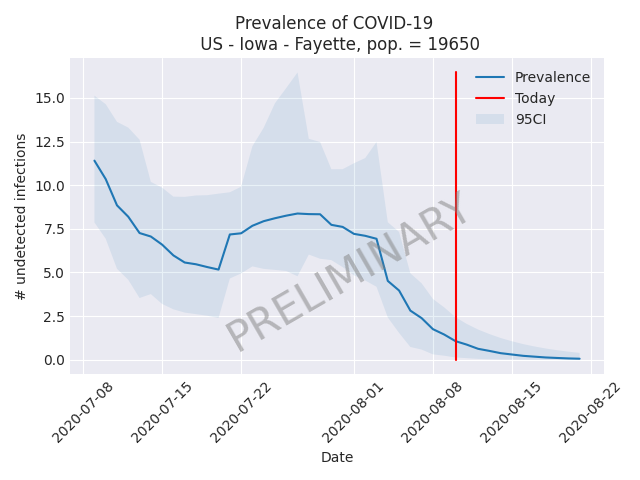 Prevalence of COVID-19
US - Iowa - Fayette, pop. = 19650
Prevalence
Today
95CI
15.0
12.5
10.0
7.5
5.0
2.5
0.0
# undetected infections
PRELIMINARY
2020-07-08
2020-07-15
2020-07-22
2020-08-01
2020-08-08
2020-08-15
2020-08-22
Date